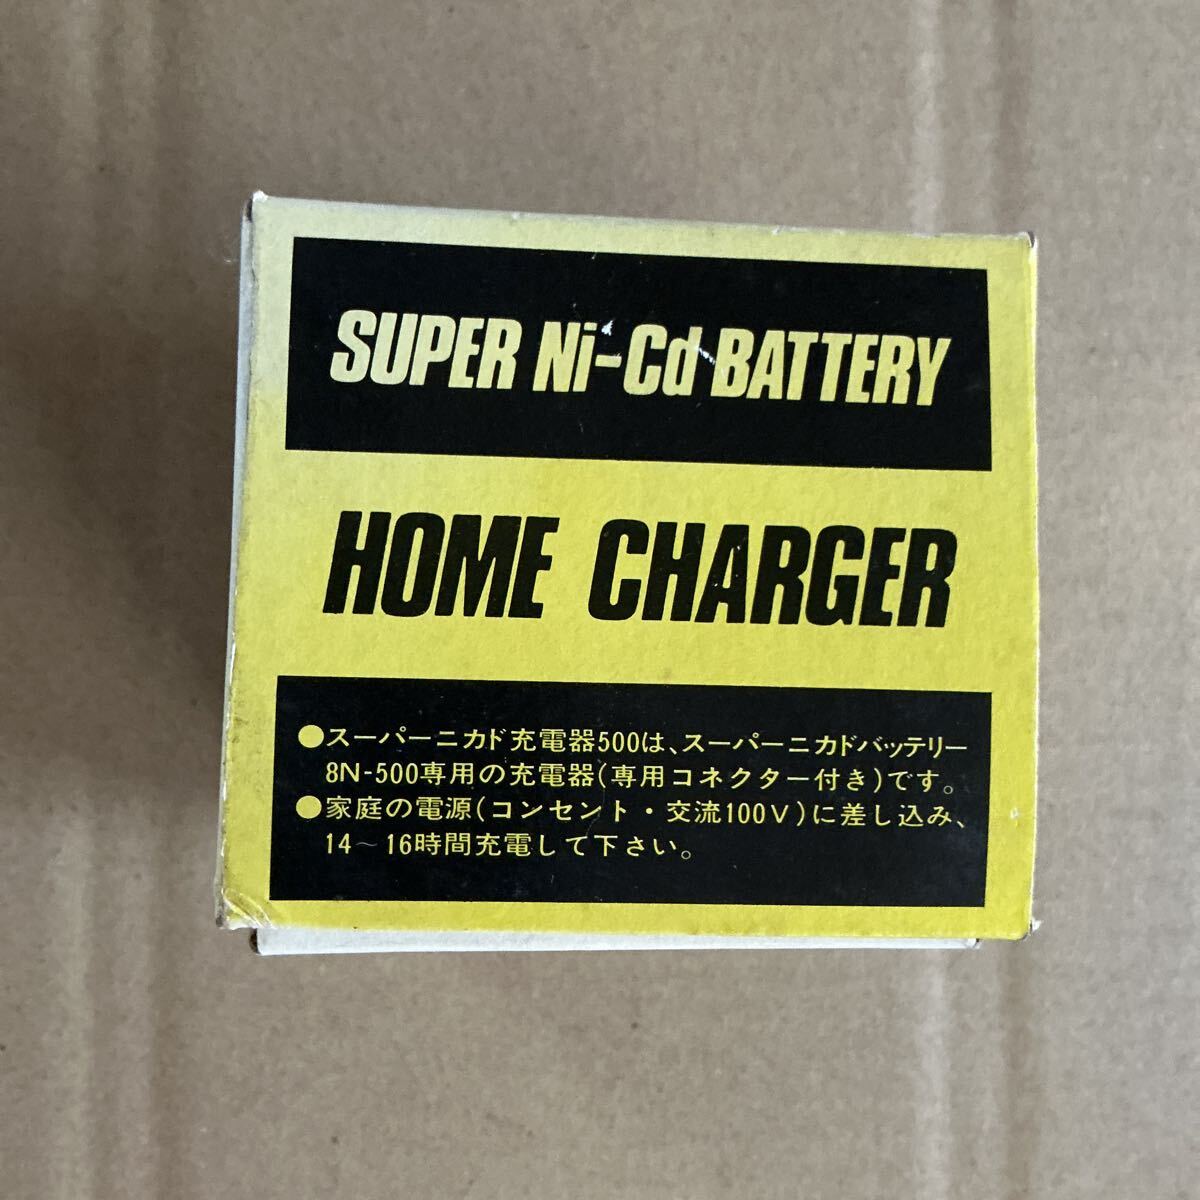 SUPER Ni-Cd BATTERY
HOME CHARGER
●スーパーニカド充電器500は、スーパーニカドバッテリー
8N-500専用の充電器(専用コネクター付き)です。
●家庭の電源(コンセント・交流100V)に差し込み、
14〜16時間充電して下さい。